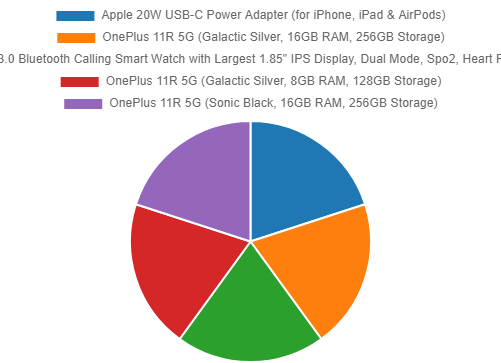 Apple 20W USB-C Power Adapter (for iPhone, iPad & AirPods)
OnePlus 11R 5G (Galactic Silver, 16GB RAM, 256GB Storage)
3.0 Bluetooth Calling Smart Watch with Largest 1.85" IPS Display, Dual Mode, Spo2, Heart
OnePlus 11R 5G (Galactic Silver, 8GB RAM, 128GB Storage)
OnePlus 11R 5G (Sonic Black, 16GB RAM, 256GB Storage)